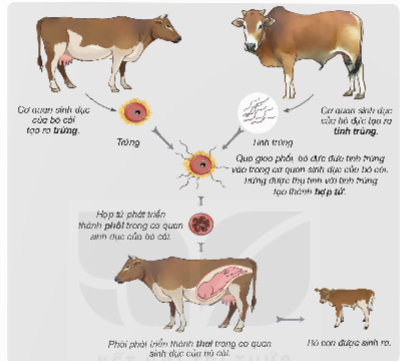 Cơ quan sinh dục
của bò cái
tạo ra trứng.
Trứng
Tinh trùng
Cơ quan sinh dục
của bò đực tạo ra
tinh trùng.
Qua giao phối, bò đực đưa tinh trùng
vào trong cơ quan sinh dục của bò cái.
Trứng được thụ tinh với tinh trùng
tạo thành hợp tử.
Hợp tử phát triển
thành phôi trong cơ quan
sinh dục của bò cái.
Phôi phát triển thành thai trong cơ quan
sinh dục của bò cái.
Bò con được sinh ra.